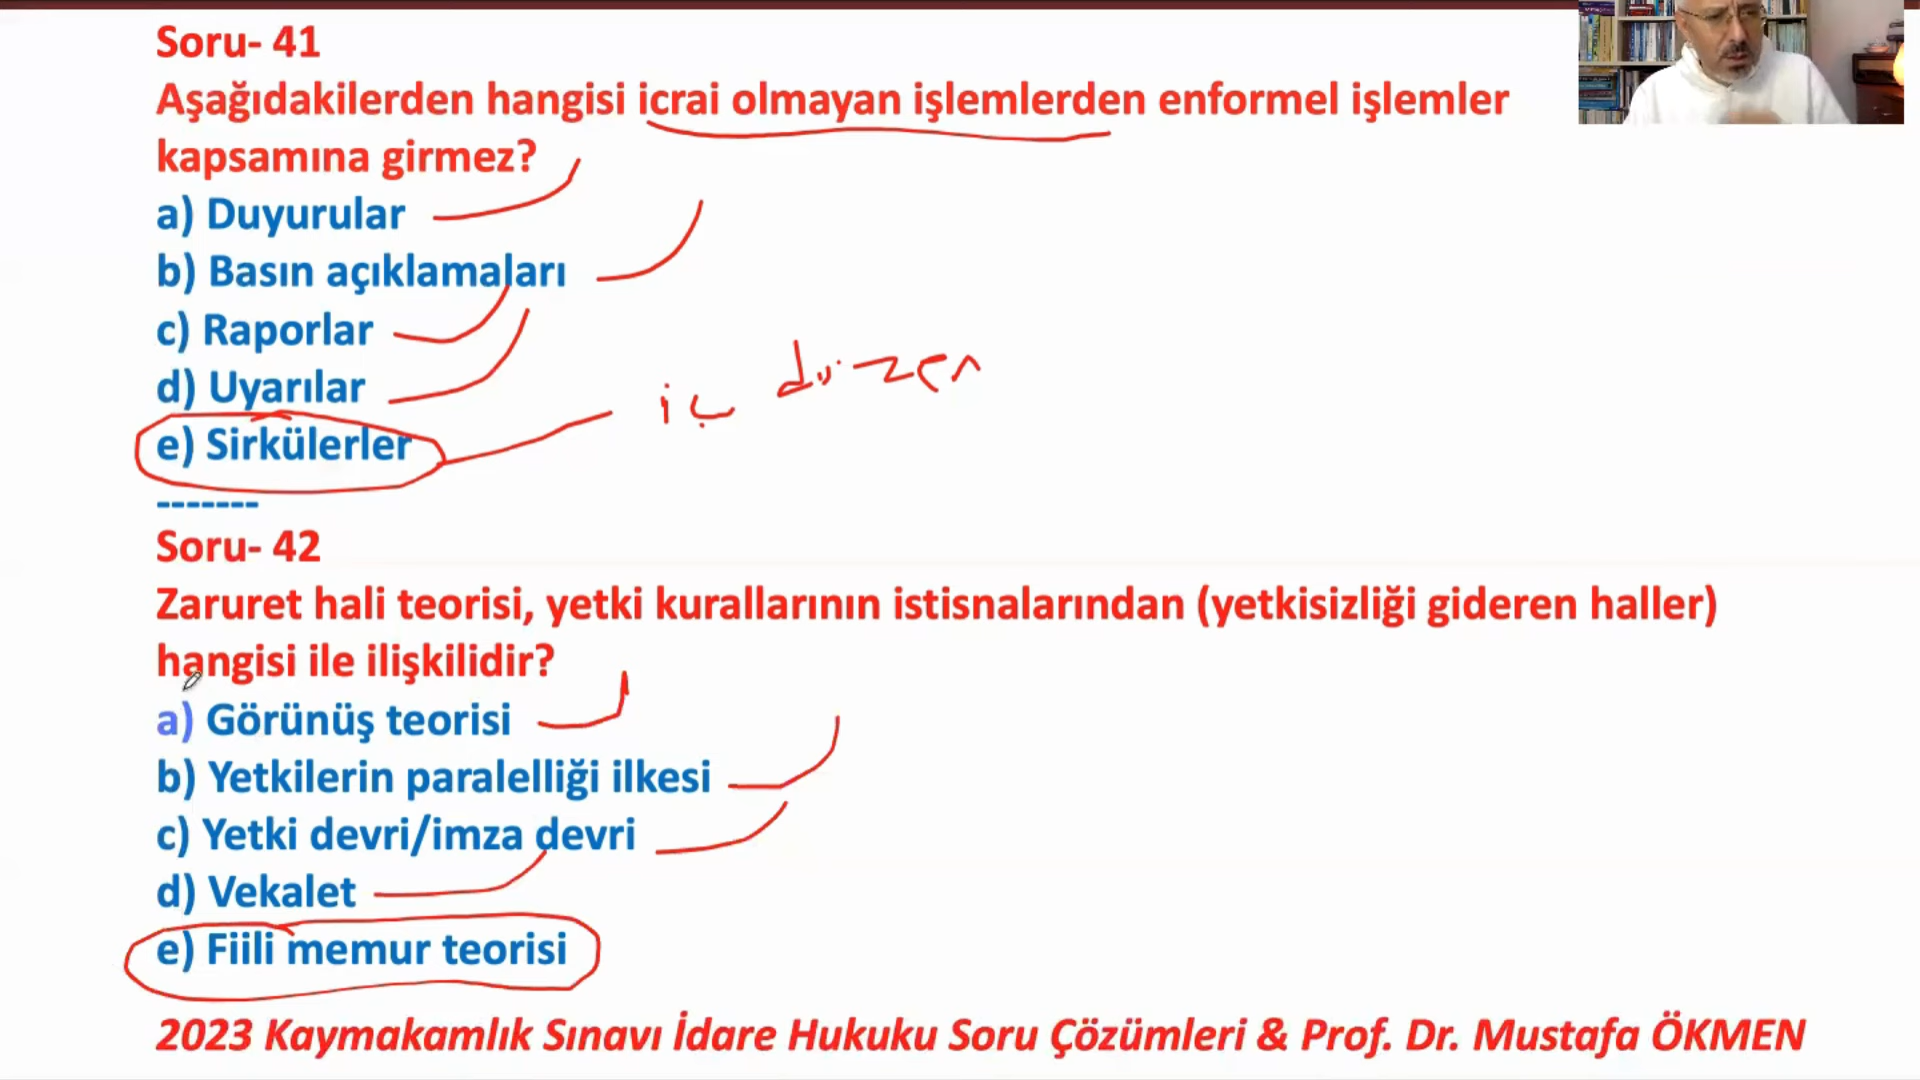 Soru- 41
Aşağıdakilerden hangisi icrai olmayan işlemlerden enformel işlemler
kapsamına girmez?
a) Duyurular
b) Basın açıklamaları
c) Raporlar
d) Uyarılar
e) Sirkülerler
iç düzen
-------
Soru- 42
Zaruret hali teorisi, yetki kurallarının istisnalarından (yetkisizliği gideren haller)
hangisi ile ilişkilidir?
a) Görünüş teorisi
b) Yetkilerin paralelliği ilkesi
c) Yetki devri/imza devri
d) Vekalet
e) Fiili memur teorisi
2023 Kaymakamlık Sınavı İdare Hukuku Soru Çözümleri & Prof. Dr. Mustafa ÖKMEN